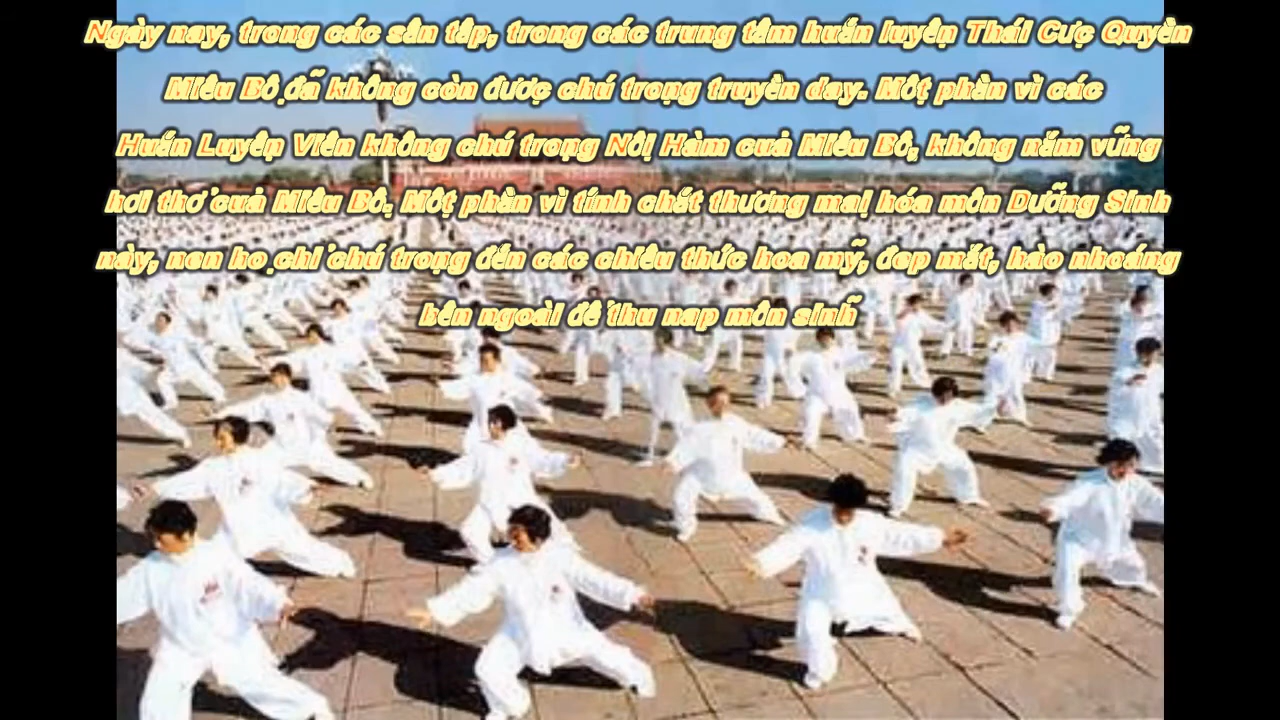 Ngày nay, trong các sân tập, trong các trung tâm huấn luyện Thái Cực Quyền
Miêu Bộ đã không còn được chú trọng truyền dạy. Một phần vì các
Huấn Luyện Viên không chú trọng Nội Hàm cuả Miêu Bộ, không nắm vững
hơi thở cuả Miêu Bộ. Một phần vì tính chất thương mại hóa môn Dưỡng Sinh
này, nen họ chỉ chú trọng đến các chiêu thức hoa mỹ, đẹp mắt, hào nhoáng
bên ngoài để thu nạp môn sinh